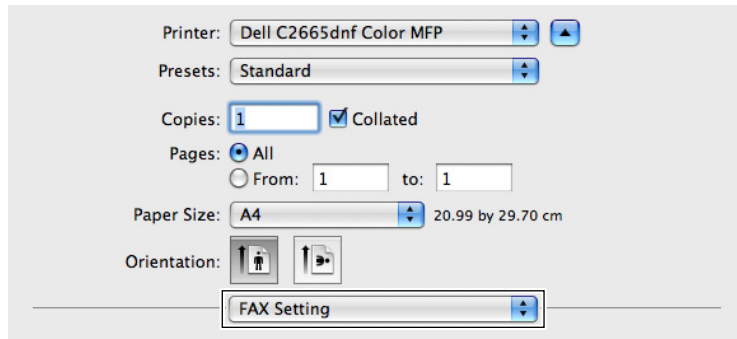 Printer: Dell C2665dnf Color MFP
Presets: Standard
Copies: 1 Collated
Pages: All
From: 1 to: 1
Paper Size: A4 20.99 by 29.70 cm
Orientation:
FAX Setting